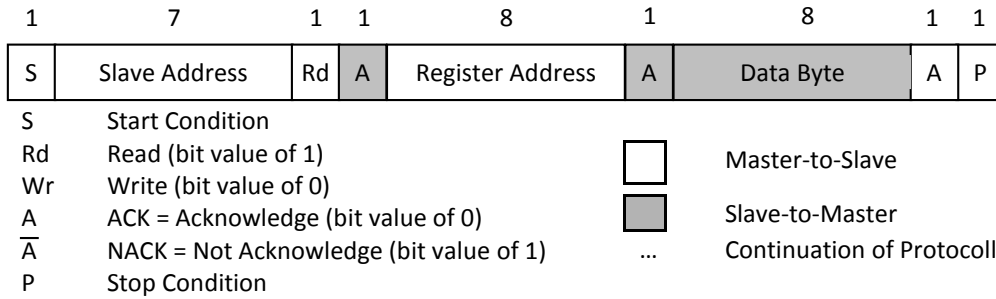 1 7 1 1 8 1 8 1 1
S Slave Address Rd A Register Address A Data Byte A P
S Start Condition
Rd Read (bit value of 1)
Wr Write (bit value of 0)
A ACK = Acknowledge (bit value of 0)
A̅ NACK = Not Acknowledge (bit value of 1)
P Stop Condition
Master-to-Slave
Slave-to-Master
... Continuation of Protocoll